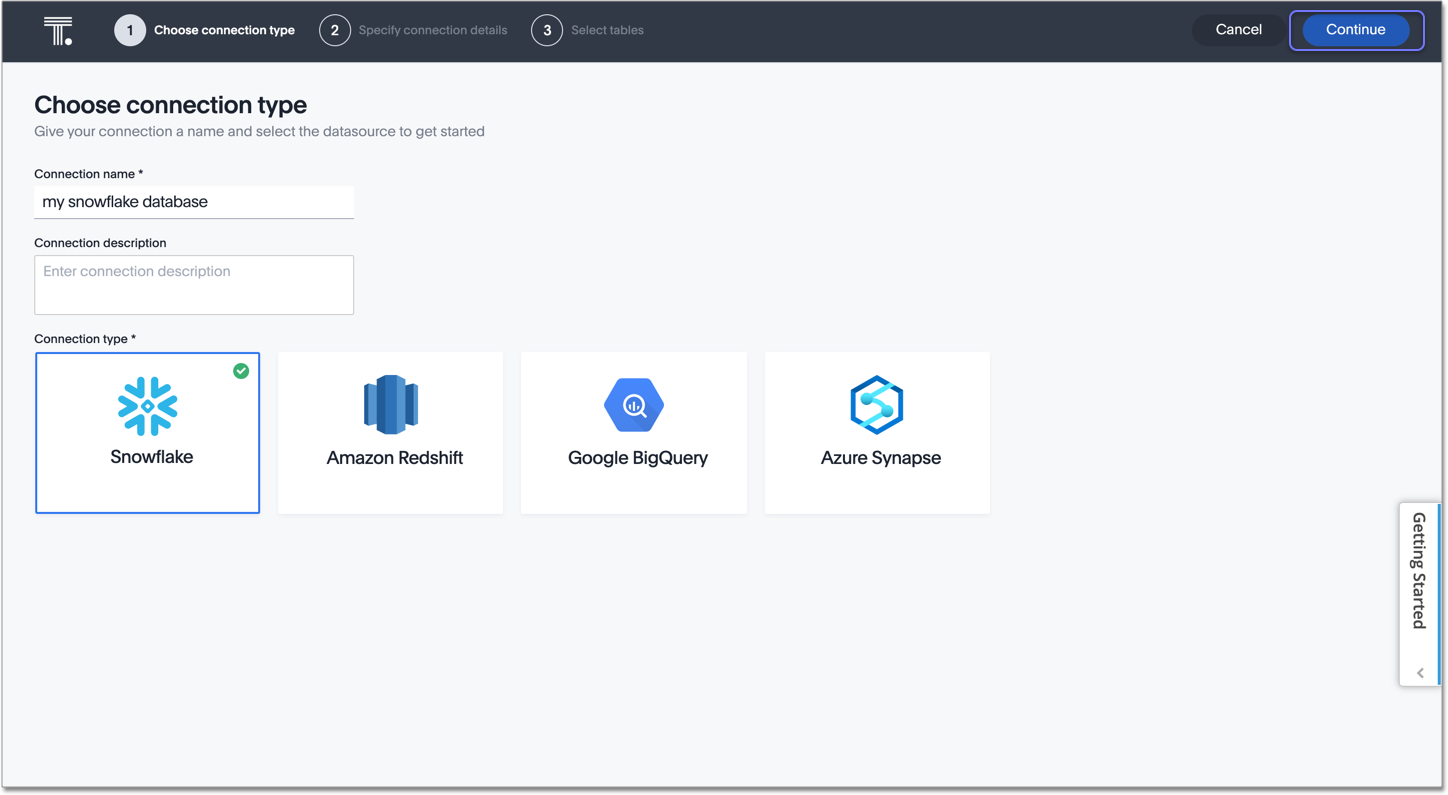 1 Choose connection type 2 Specify connection details 3 Select tables Cancel Continue
Choose connection type
Give your connection a name and select the datasource to get started
Connection name *
my snowflake database
Connection description
Enter connection description
Connection type *
Snowflake Amazon Redshift Google BigQuery Azure Synapse
Getting Started